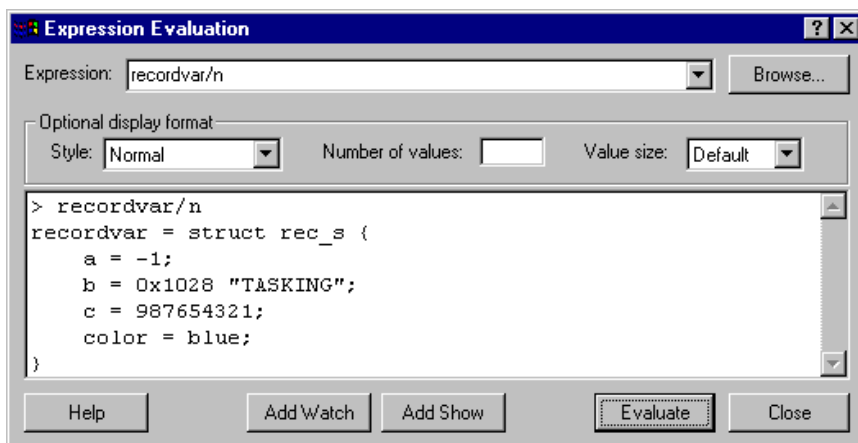 Expression Evaluation
Expression: recordvar/n Browse...
Optional display format
Style: Normal Number of values: Value size: Default
> recordvar/n
recordvar = struct rec_s {
    a = -1;
    b = 0x1028 "TASKING";
    c = 987654321;
    color = blue;
}
Help Add Watch Add Show Evaluate Close